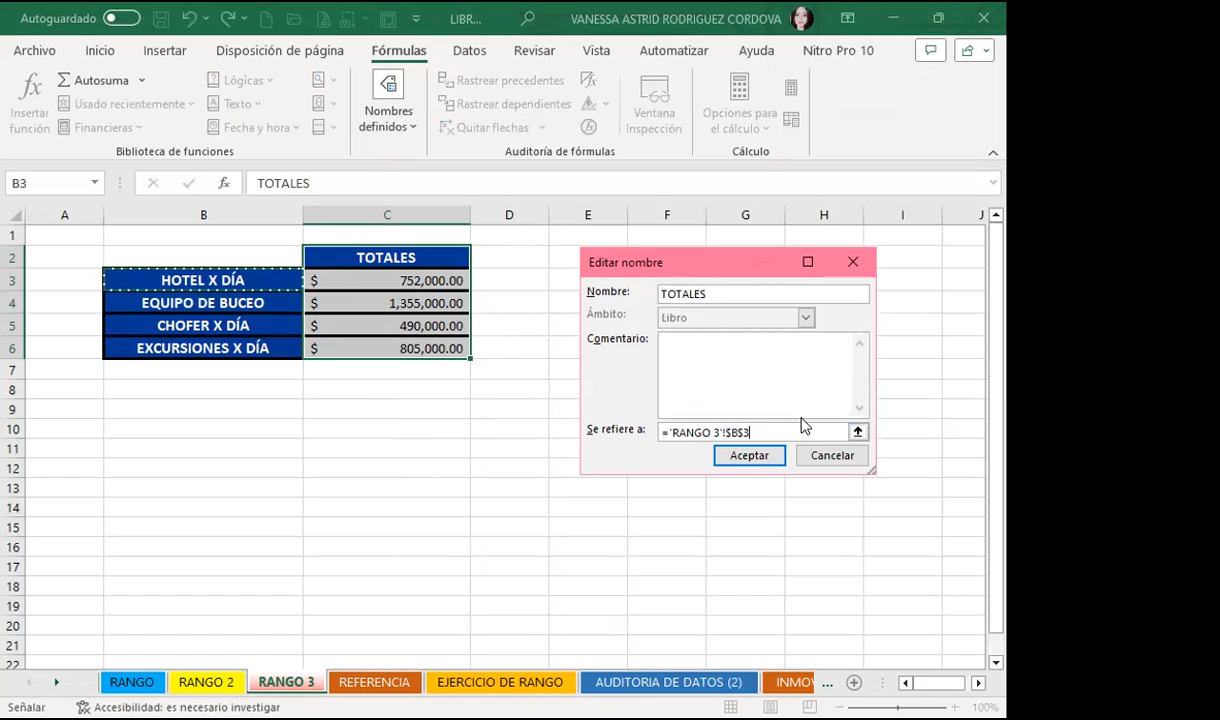 Autoguardado
LIBR...
VANESSA ASTRID RODRIGUEZ CORDOVA
Archivo Inicio Insertar Disposición de página Fórmulas Datos Revisar Vista Automatizar Ayuda Nitro Pro 10
Insertar función
Autosuma
Usado recientemente
Financieras
Lógicas
Texto
Fecha y hora
Biblioteca de funciones
Nombres definidos
Rastrear precedentes
Rastrear dependientes
Quitar flechas
Ventana Inspección
Auditoría de fórmulas
Opciones para el cálculo
Cálculo
B3 fx TOTALES
A B C D E F G H I J
1
2 TOTALES
3 HOTEL X DÍA $ 752,000.00
4 EQUIPO DE BUCEO $ 1,355,000.00
5 CHOFER X DÍA $ 490,000.00
6 EXCURSIONES X DÍA $ 805,000.00
7
8
9
10
11
12
13
14
15
16
17
18
19
20
21
22
Editar nombre
Nombre: TOTALES
Ámbito: Libro
Comentario:
Se refiere a: ='RANGO 3'!$B$3
Aceptar Cancelar
RANGO RANGO 2 RANGO 3 REFERENCIA EJERCICIO DE RANGO AUDITORIA DE DATOS (2) INMOV ...
Señalar Accesibilidad: es necesario investigar 100%